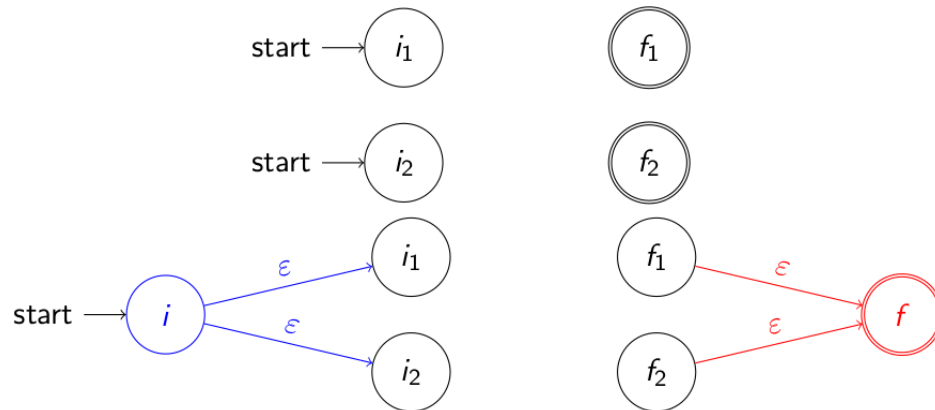 start i₁ f₁
start i₂ f₂
i₁ f₁
ε ε
start i f
ε ε
i₂ f₂